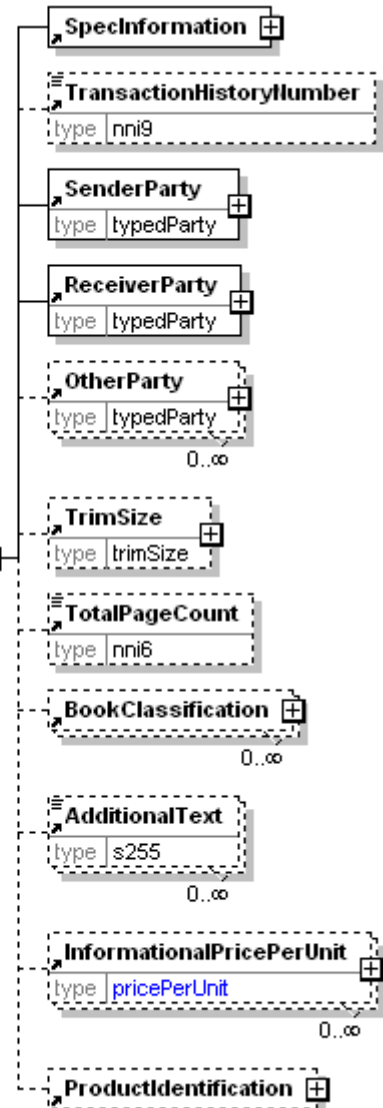 SpecInformation
TransactionHistoryNumber
type nni9
SenderParty
type typedParty
ReceiverParty
type typedParty
OtherParty
type typedParty
0..∞
TrimSize
type trimSize
TotalPageCount
type nni6
BookClassification
0..∞
AdditionalText
type s255
0..∞
InformationalPricePerUnit
type pricePerUnit
0..∞
ProductIdentification